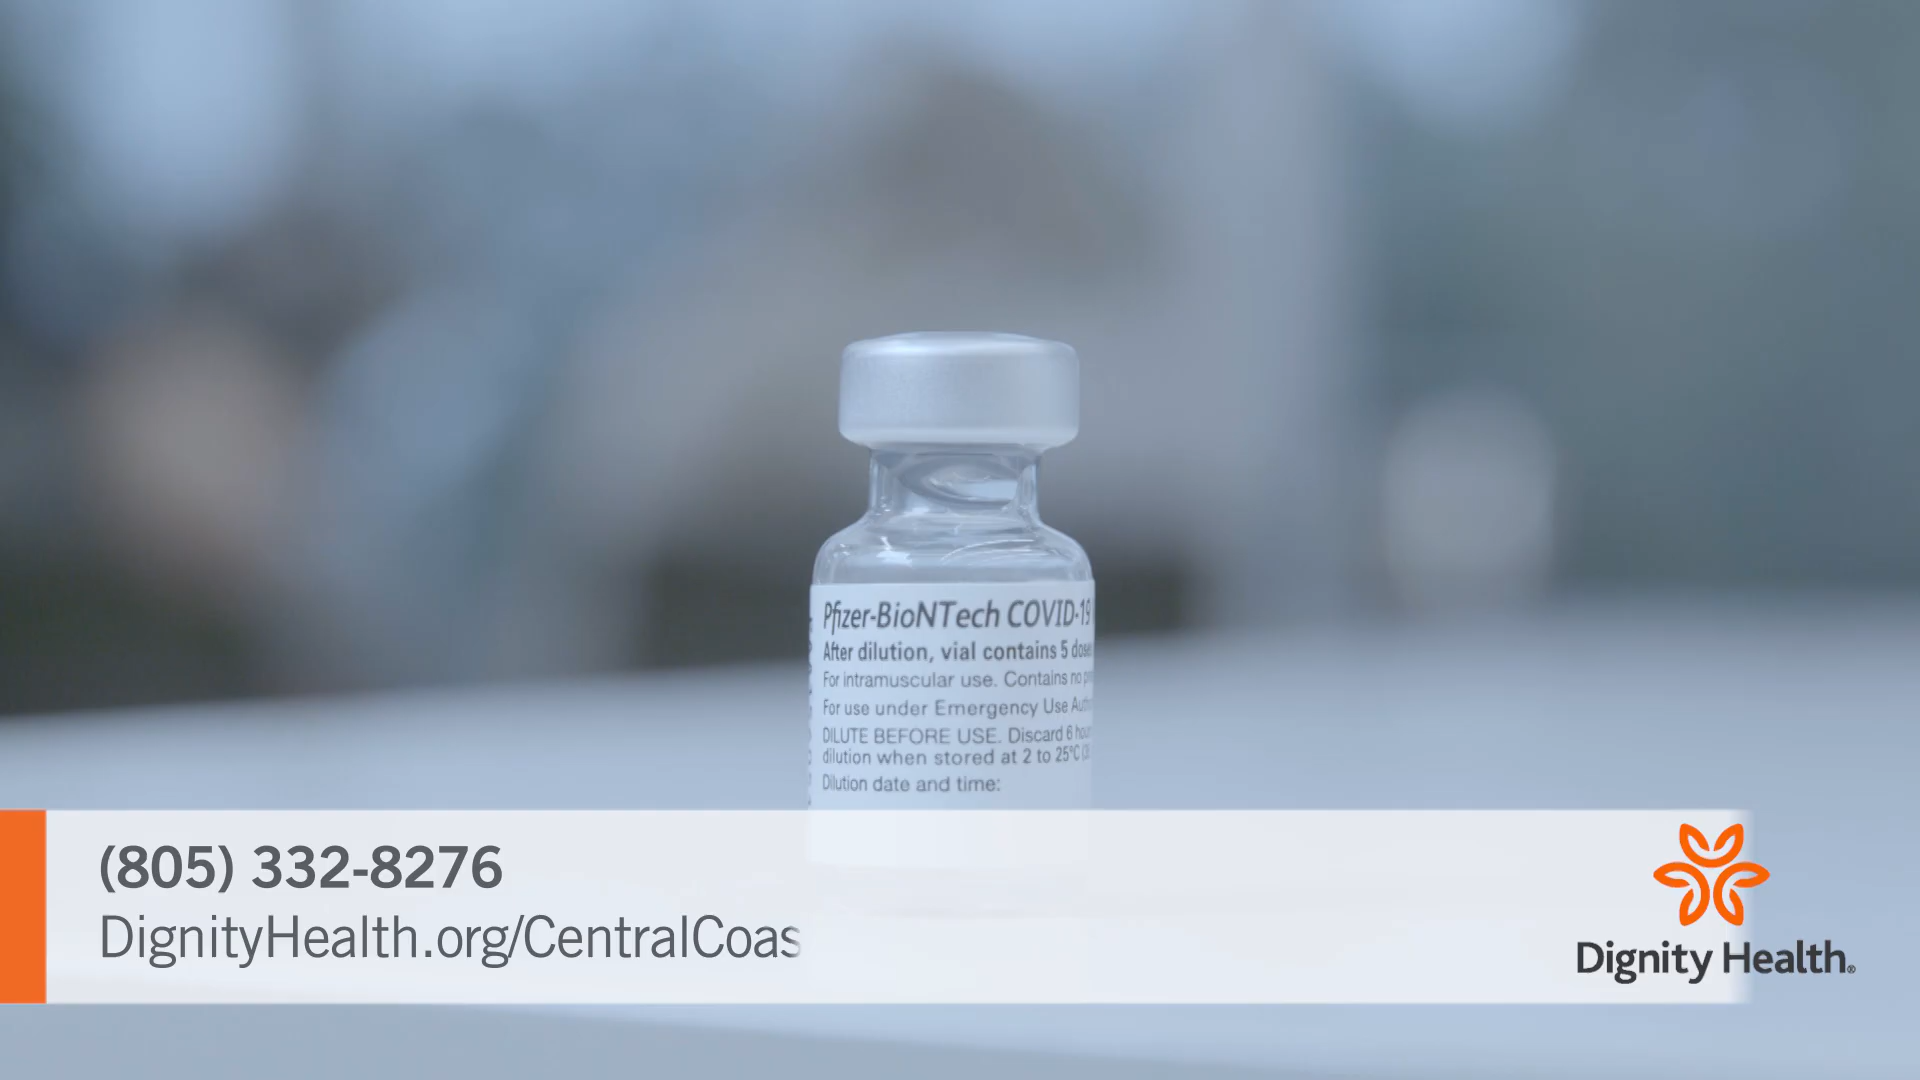 Pfizer-BioNTech COVID-19
After dilution, vial contains 5
For intramuscular use. Contains no
For use under Emergency Use
DILUTE BEFORE USE. Discard 6
dilution when stored at 2 to 25°C
Dilution date and time:
(805) 332-8276
DignityHealth.org/CentralCoas
Dignity Health®